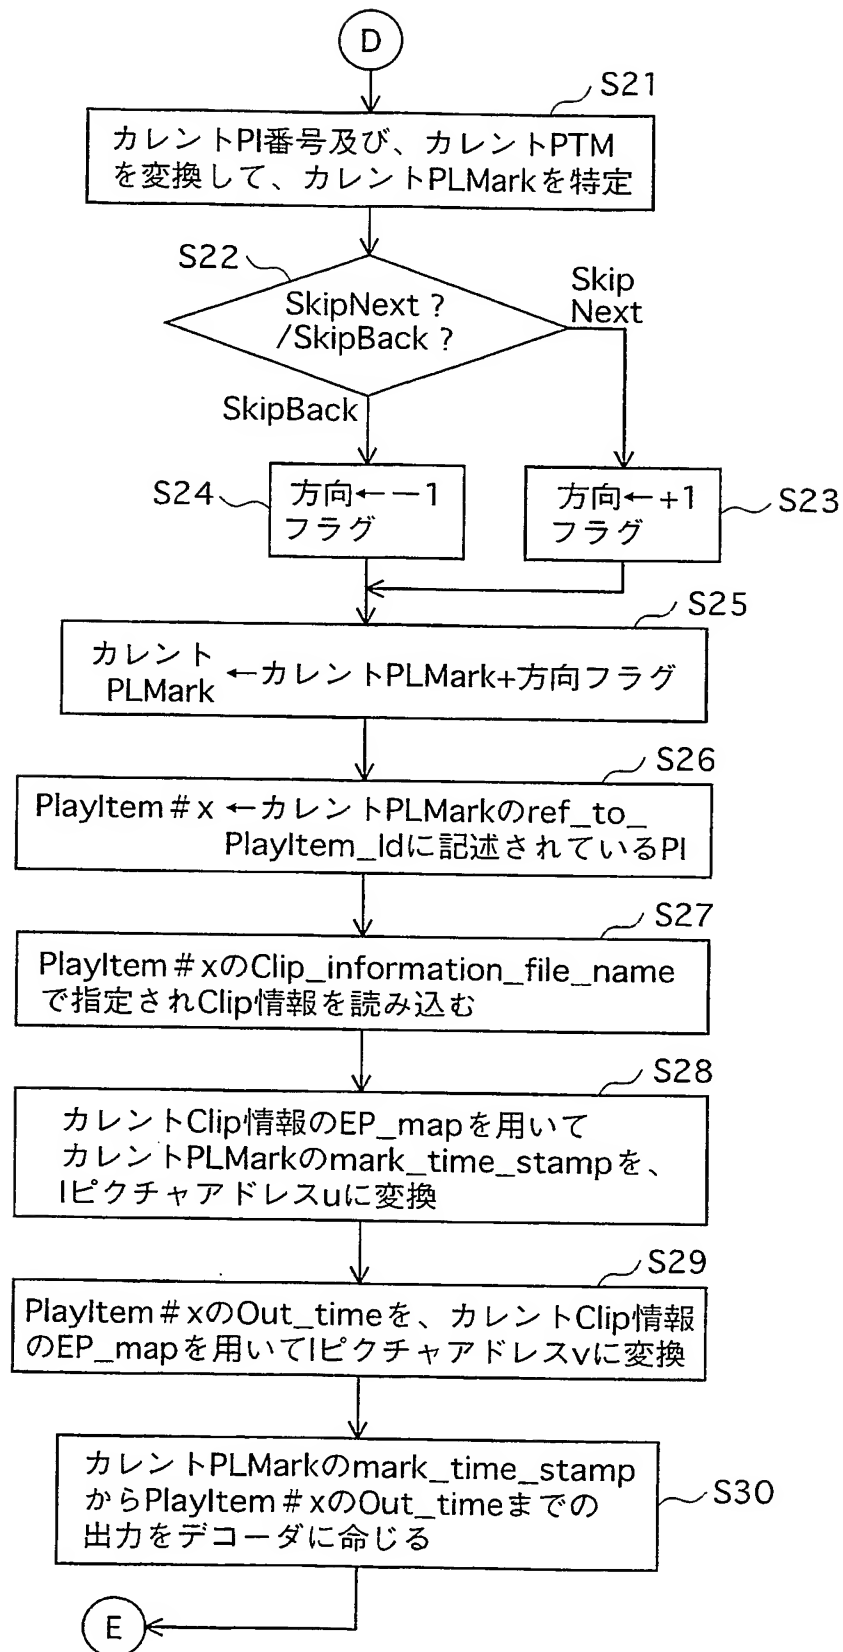 D
S21
カレントPI番号及び、カレントPTM
を変換して、カレントPLMarkを特定
S22
SkipNext ?
/SkipBack ?
Skip
Next
SkipBack
S24
方向←－1
フラグ
方向←+1
フラグ
S23
S25
カレント
PLMark
←カレントPLMark+方向フラグ
S26
PlayItem＃x ←カレントPLMarkのref_to_
PlayItem_Idに記述されているPI
S27
PlayItem＃xのClip_information_file_name
で指定されClip情報を読み込む
S28
カレントClip情報のEP_mapを用いて
カレントPLMarkのmark_time_stampを、
Iピクチャアドレスuに変換
S29
PlayItem＃xのOut_timeを、カレントClip情報
のEP_mapを用いてIピクチャアドレスvに変換
カレントPLMarkのmark_time_stamp
からPlayItem＃xのOut_timeまでの
出力をデコーダに命じる
S30
E